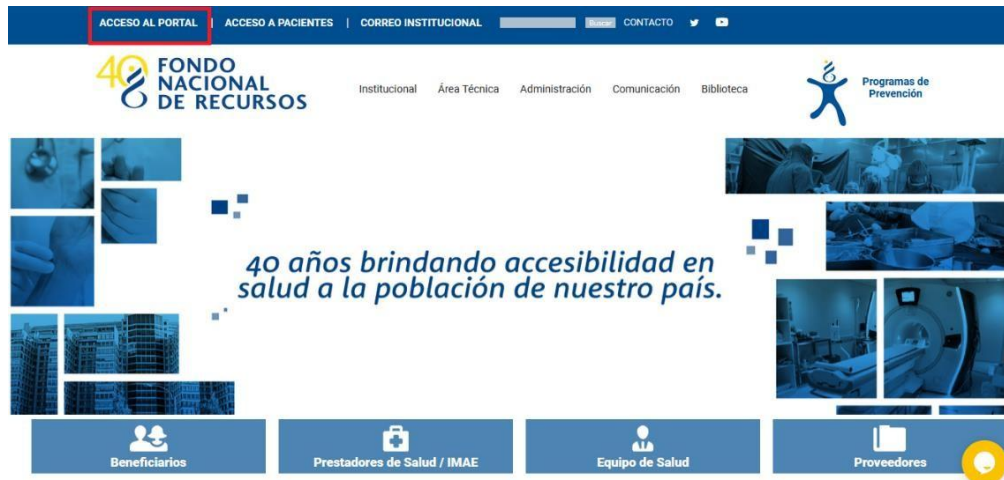 ACCESO AL PORTAL | ACCESO A PACIENTES | CORREO INSTITUCIONAL Buscar CONTACTO
40 FONDO
NACIONAL
DE RECURSOS
Institucional Área Técnica Administración Comunicación Biblioteca
Programas de
Prevención
40 años brindando accesibilidad en
salud a la población de nuestro país.
Beneficiarios Prestadores de Salud / IMAE Equipo de Salud Proveedores